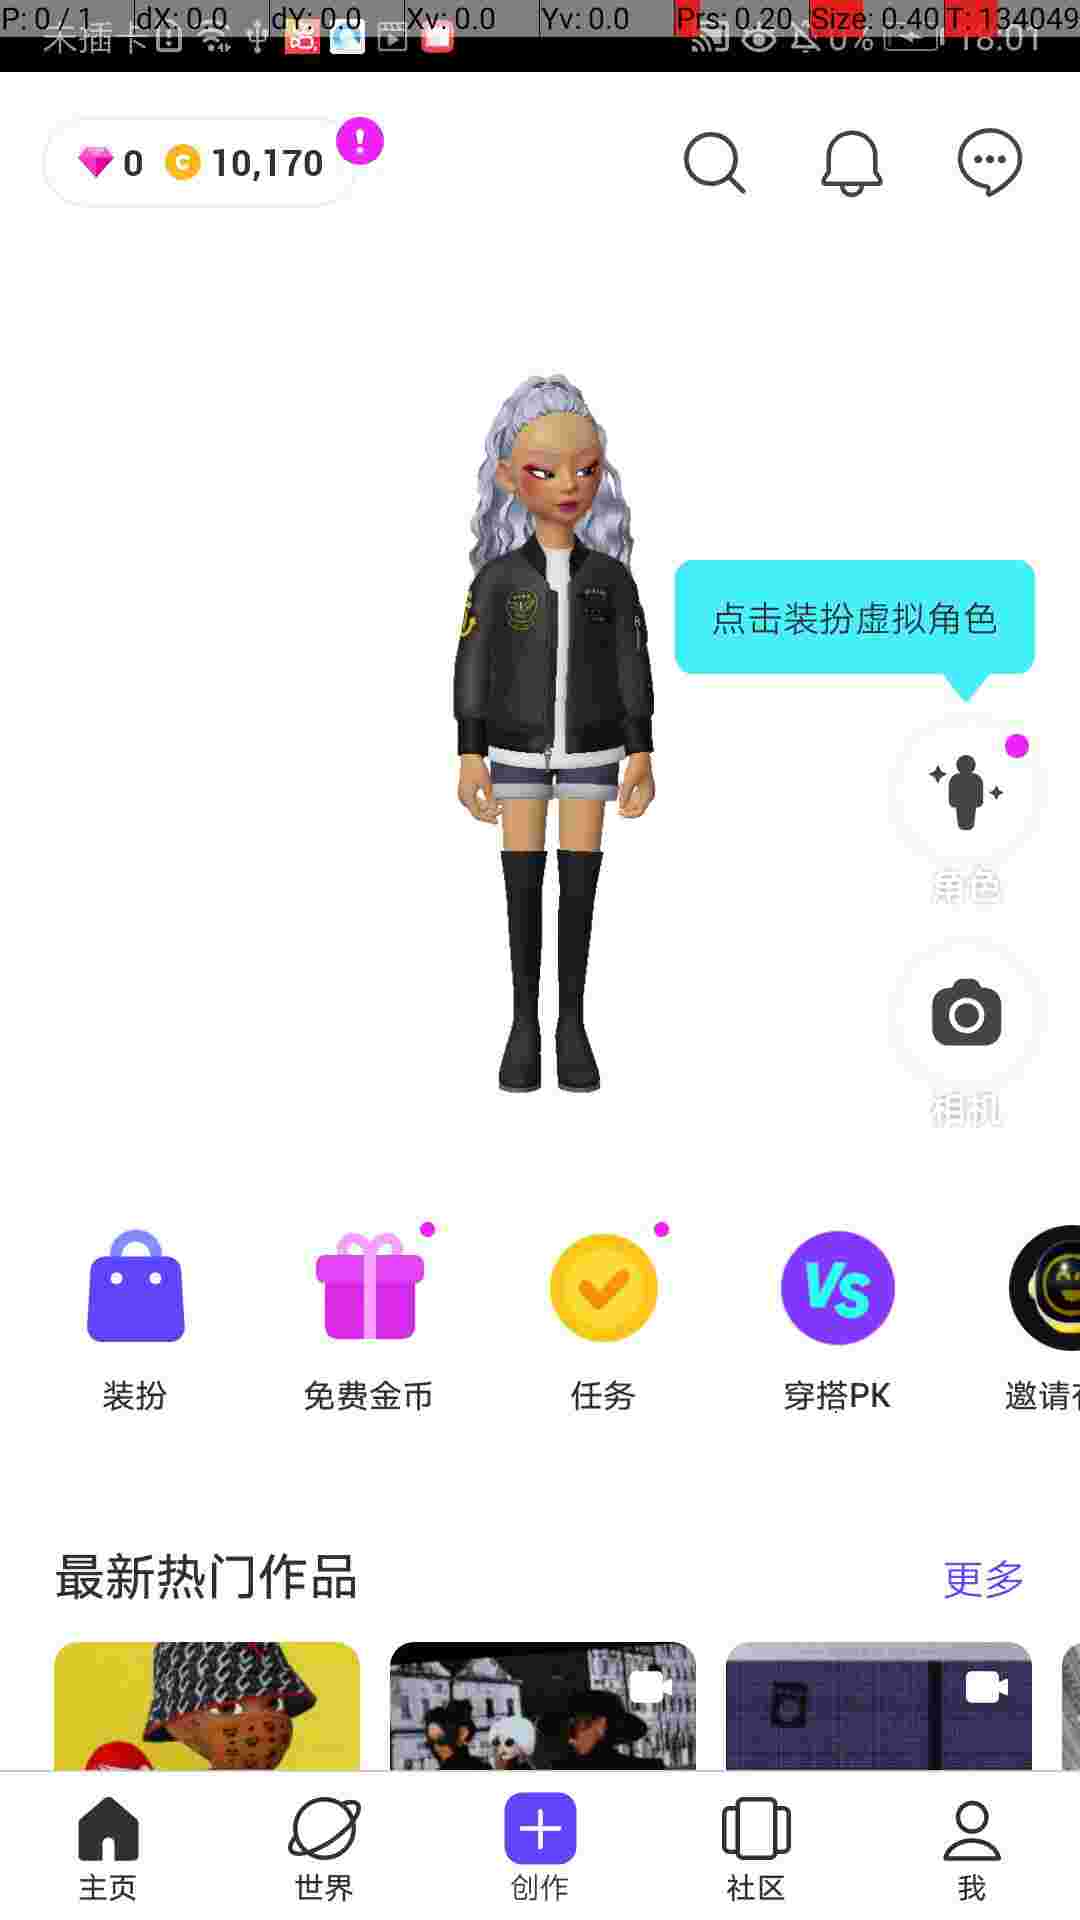 P: 0 / 1 dX: 0.0 dY: 0.0 Xv: 0.0 Yv: 0.0 Prs: 0.20 Size: 0.40 T: 134049
未插卡 0% 18:01
0 10,170
点击装扮虚拟角色
角色
相机
装扮 免费金币 任务 穿搭PK 邀请
最新热门作品 更多
主页 世界 创作 社区 我